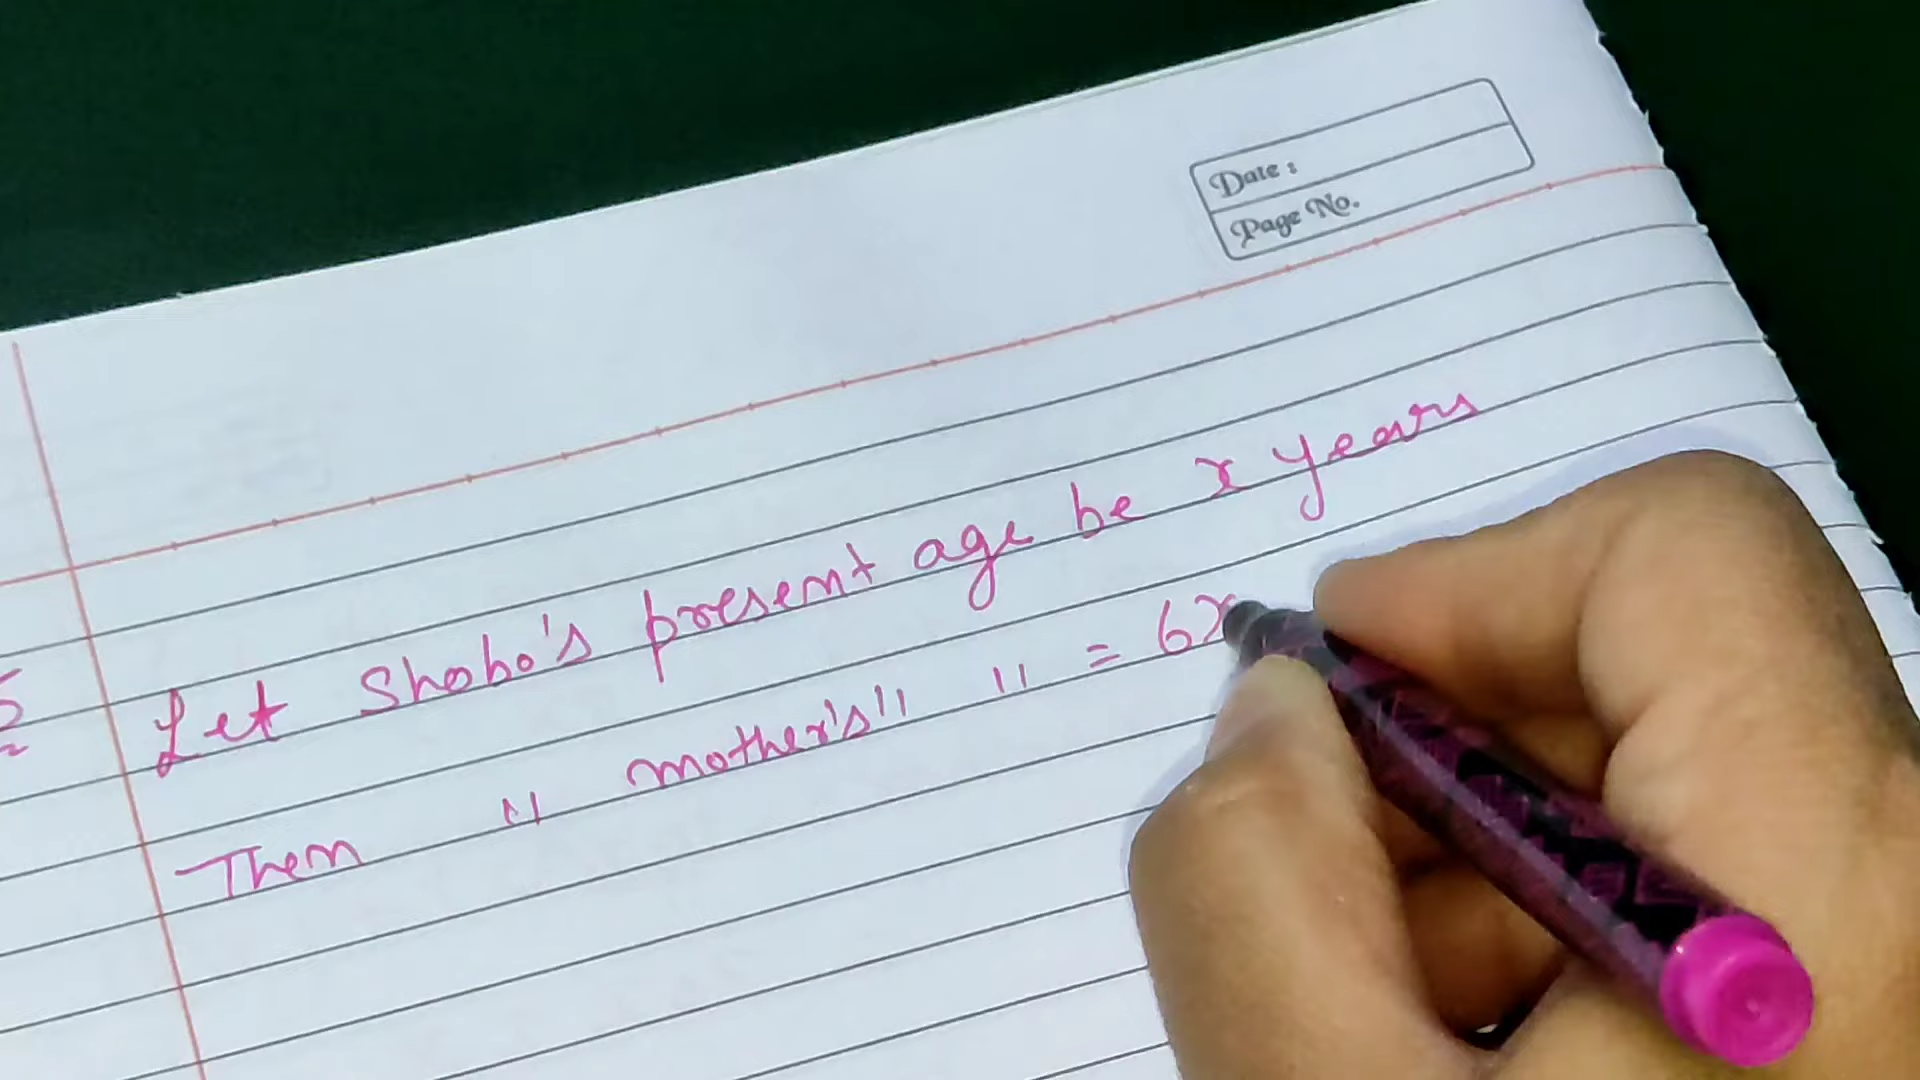 Date :
Page No.
Let Shobo's present age be x years
Then " mother's " " = 6x